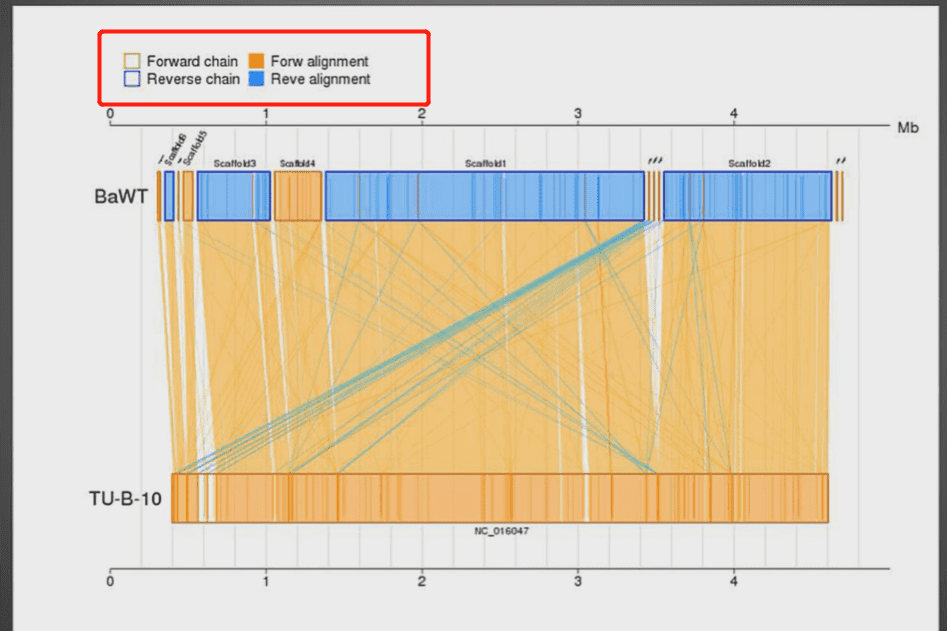 Forward chain Forw alignment
Reverse chain Reve alignment
0 1 2 3 4
Mb
Scaffold6 Scaffold5 Scaffold3 Scaffold4 Scaffold1 Scaffold2
BaWT
TU-B-10
NC_016047
0 1 2 3 4